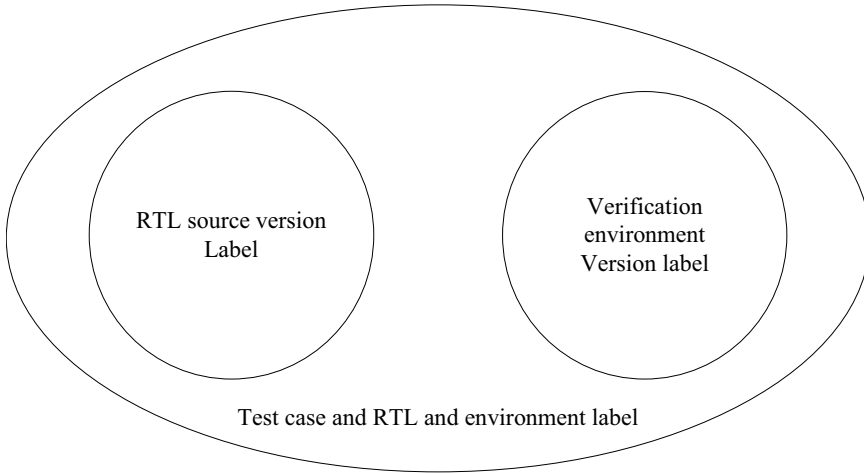 RTL source version
Label
Verification
environment
Version label
Test case and RTL and environment label